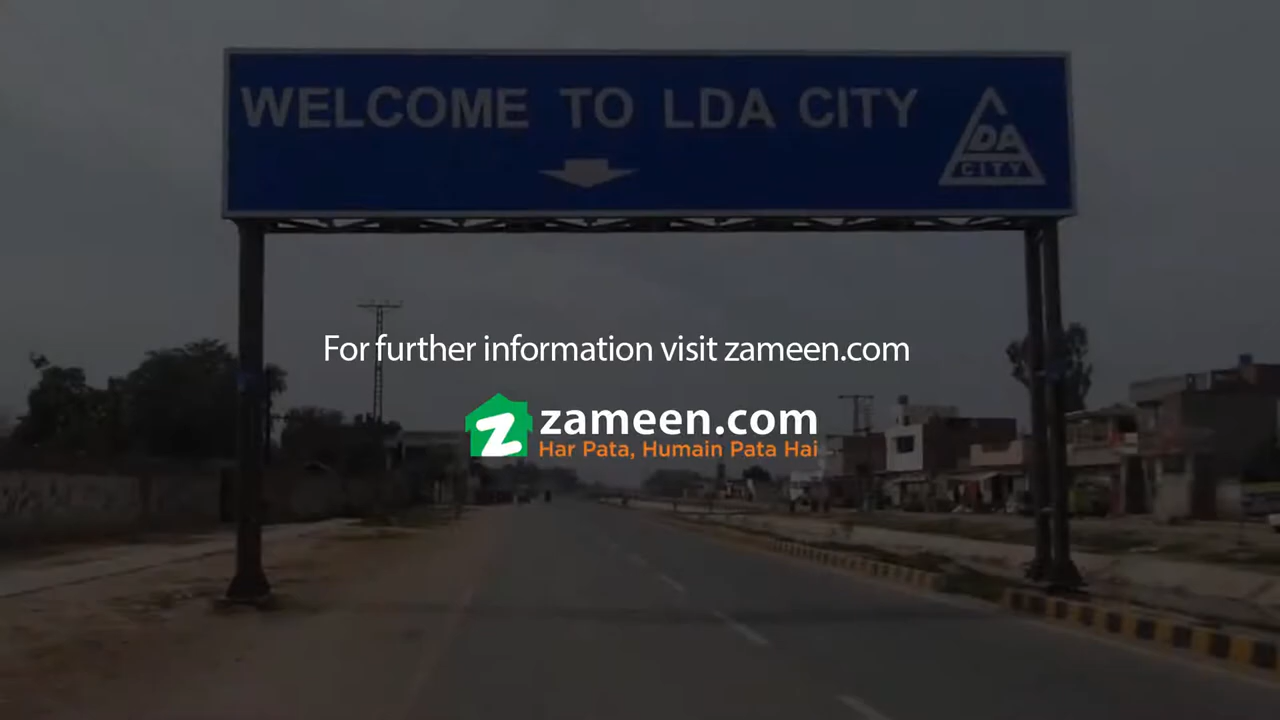 WELCOME TO LDA CITY
LDA
CITY
For further information visit zameen.com
zameen.com
Har Pata, Humain Pata Hai